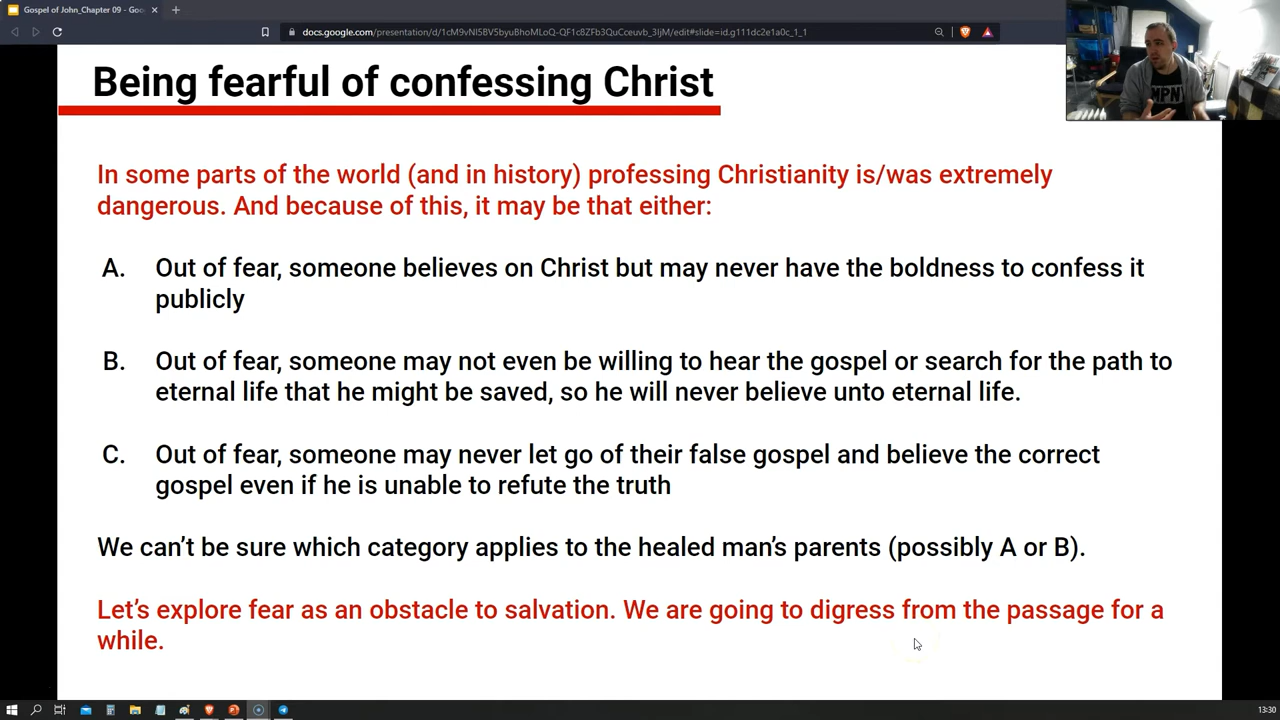 Gospel of John_Chapter 09 - Goo
docs.google.com/presentation/d/1cM9vNI5BV5byuBhoMLoQ-QF1c8ZFb3QuCceuvb_3IjM/edit#slide=id.g111dc2e1a0c_1_1
MPN
Being fearful of confessing Christ
In some parts of the world (and in history) professing Christianity is/was extremely
dangerous. And because of this, it may be that either:
A. Out of fear, someone believes on Christ but may never have the boldness to confess it
publicly
B. Out of fear, someone may not even be willing to hear the gospel or search for the path to
eternal life that he might be saved, so he will never believe unto eternal life.
C. Out of fear, someone may never let go of their false gospel and believe the correct
gospel even if he is unable to refute the truth
We can’t be sure which category applies to the healed man’s parents (possibly A or B).
Let’s explore fear as an obstacle to salvation. We are going to digress from the passage for a
while.
13:30